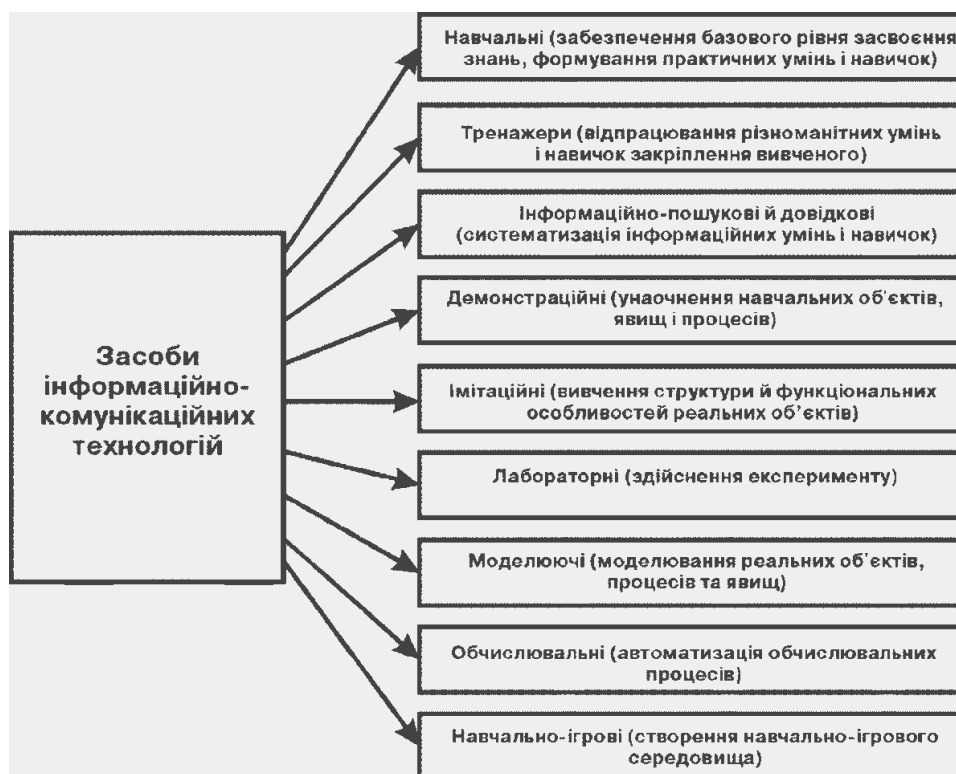 Навчальні (забезпечення базового рівня засвоєння
знань, формування практичних умінь і навичок)
Тренажери (відпрацювання різноманітних умінь
і навичок закріплення вивченого)
Інформаційно-пошукові й довідкові
(систематизація інформаційних умінь і навичок)
Демонстраційні (унаочнення навчальних об'єктів,
явищ і процесів)
Засоби
інформаційно-
комунікаційних
технологій
Імітаційні (вивчення структури й функціональних
особливостей реальних об'єктів)
Лабораторні (здійснення експерименту)
Моделюючі (моделювання реальних об'єктів,
процесів та явищ)
Обчислювальні (автоматизація обчислювальних
процесів)
Навчально-ігрові (створення навчально-ігрового
середовища)